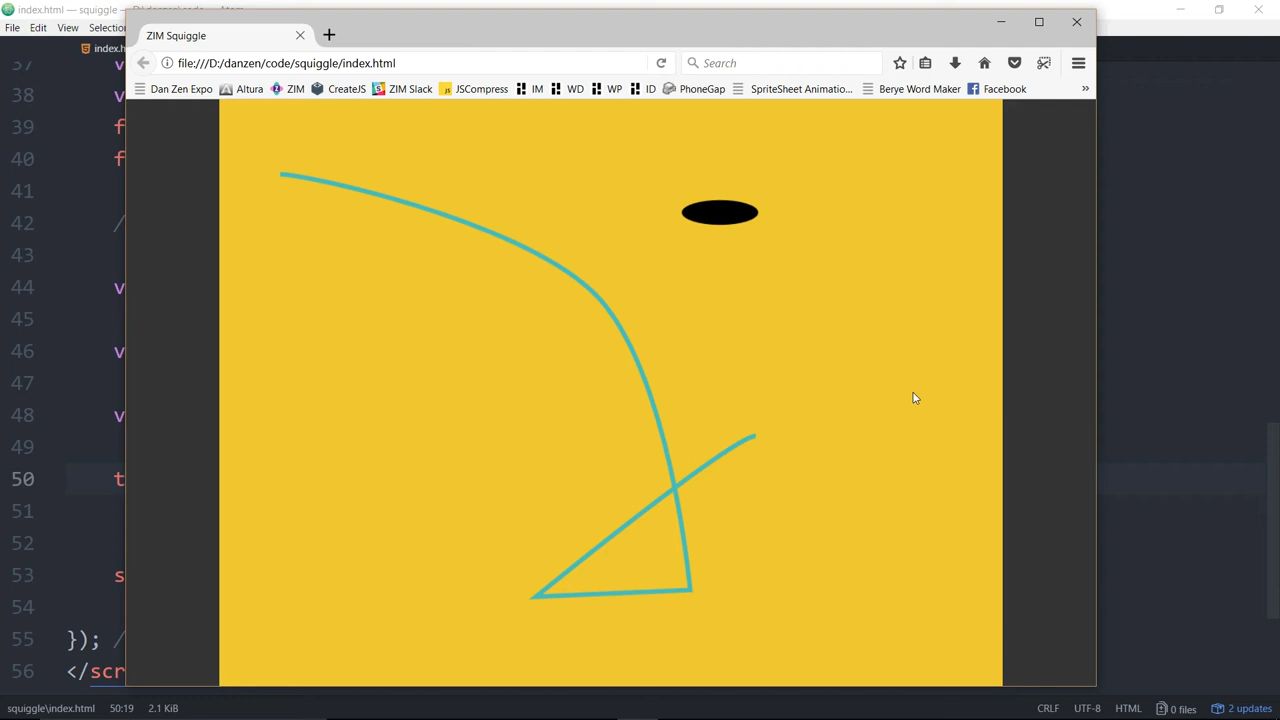 index.html
File Edit View Selectio
index.h
ZIM Squiggle
file:///D:/danzen/code/squiggle/index.html
Search
Dan Zen Expo Altura ZIM CreateJS ZIM Slack JSCompress IM WD WP ID PhoneGap SpriteSheet Animatio... Berye Word Maker Facebook »
37 v
38 v
39 f
40 f
41
42 /
43
44 v
45
46 v
47
48 v
49
50 t
51
52
53 s
54
55 }); /
56 </scr
squiggle\index.html 50:19 2.1 KiB CRLF UTF-8 HTML 0 files 2 updates